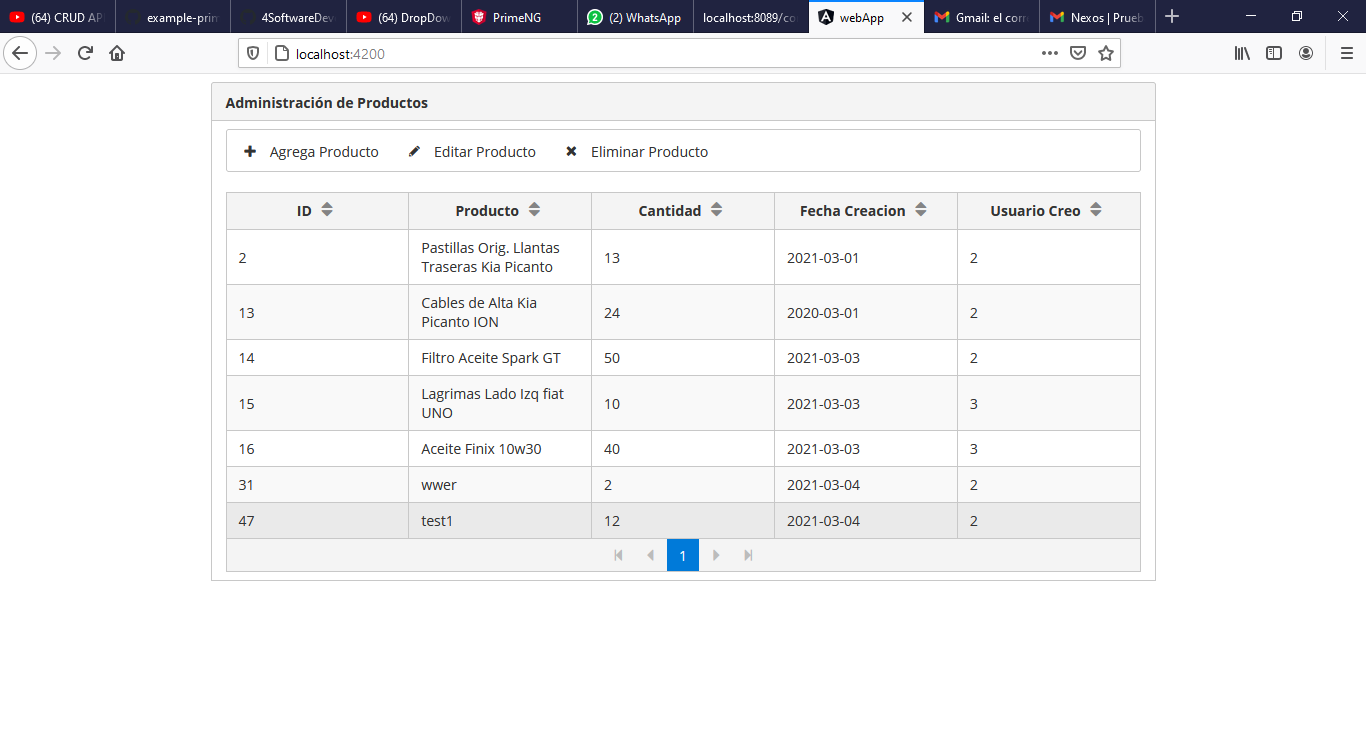 (64) CRUD API
example-prim
4SoftwareDev
(64) DropDow
PrimeNG
2 (2) WhatsApp
localhost:8089/co
webApp
Gmail: el corre
Nexos | Prueb
localhost:4200
Administración de Productos
Agrega Producto Editar Producto Eliminar Producto
ID Producto Cantidad Fecha Creacion Usuario Creo
2 Pastillas Orig. Llantas Traseras Kia Picanto 13 2021-03-01 2
13 Cables de Alta Kia Picanto ION 24 2020-03-01 2
14 Filtro Aceite Spark GT 50 2021-03-03 2
15 Lagrimas Lado Izq fiat UNO 10 2021-03-03 3
16 Aceite Finix 10w30 40 2021-03-03 3
31 wwer 2 2021-03-04 2
47 test1 12 2021-03-04 2
1